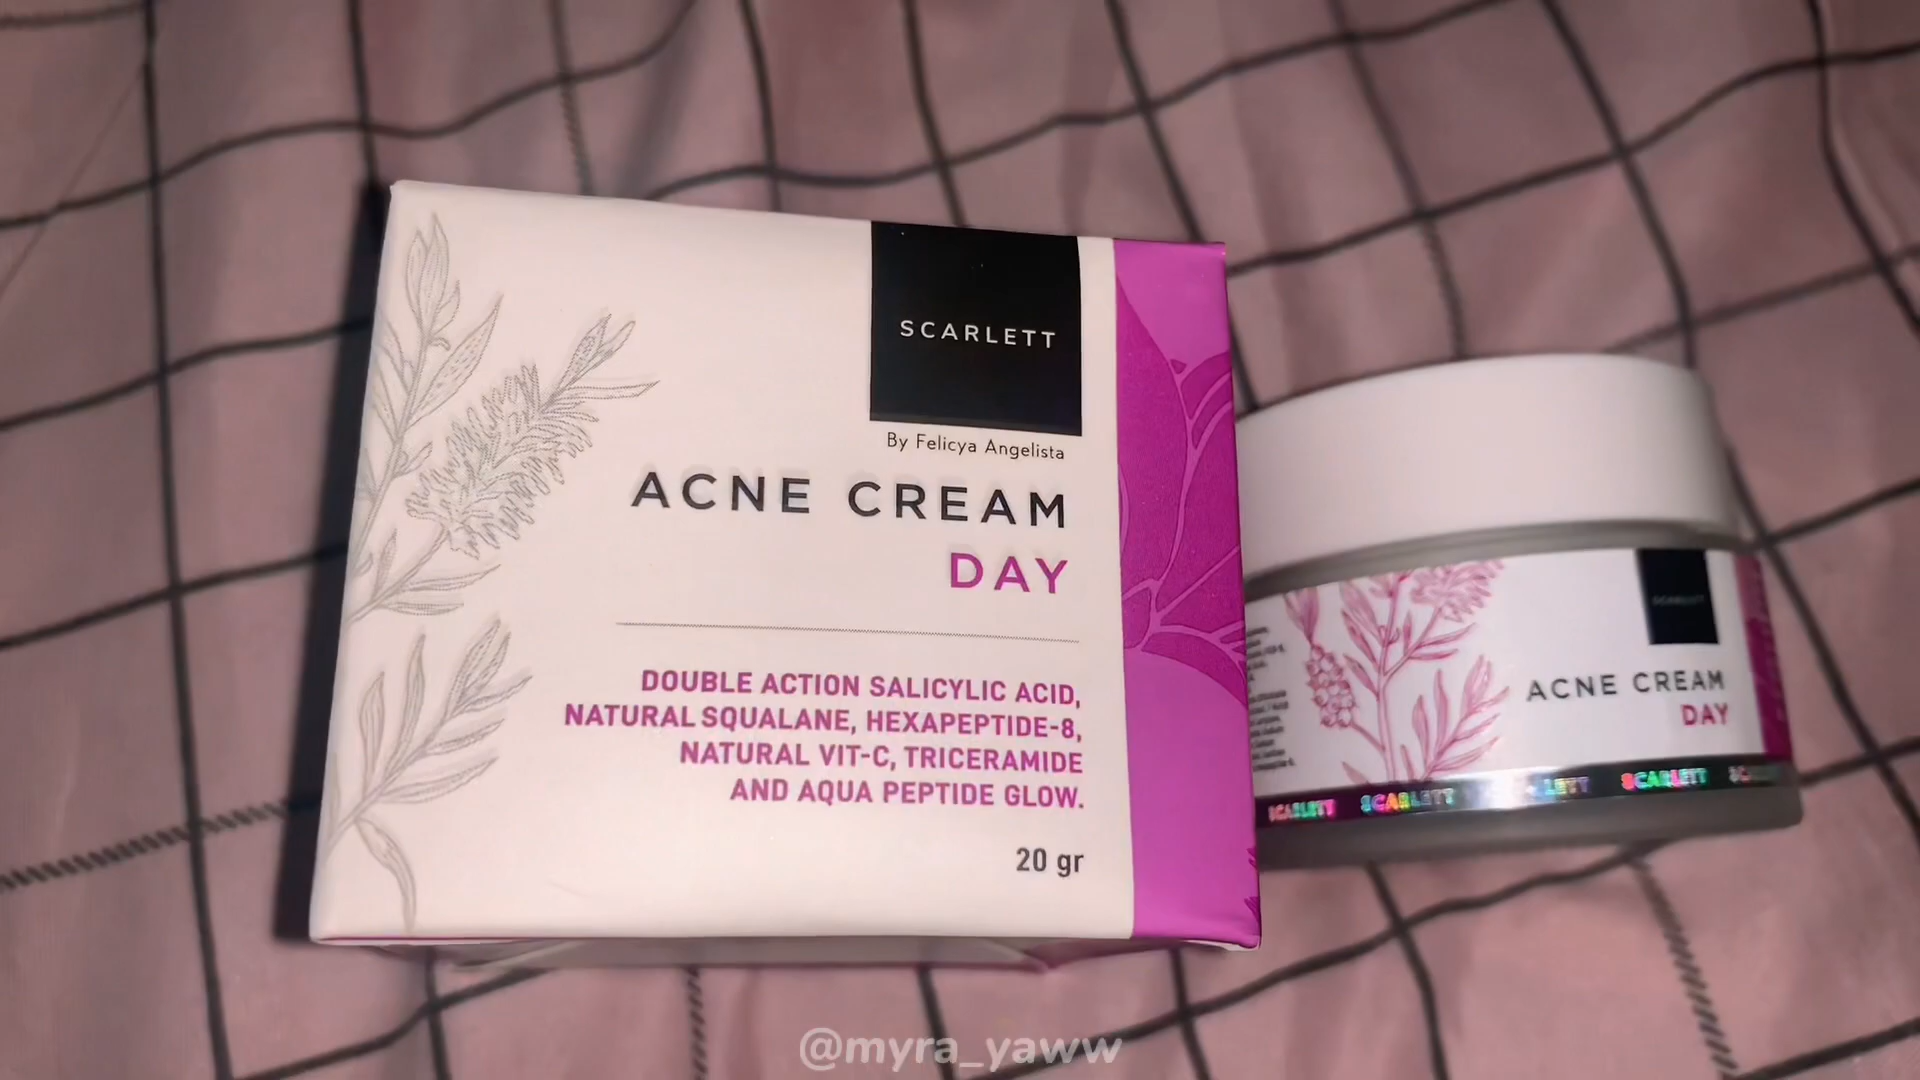 SCARLETT
By Felicya Angelista
ACNE CREAM
DAY
DOUBLE ACTION SALICYLIC ACID,
NATURAL SQUALANE, HEXAPEPTIDE-8,
NATURAL VIT-C, TRICERAMIDE
AND AQUA PEPTIDE GLOW.
20 gr
SCARLETT
ACNE CREAM
DAY
SCARLETT SCARLETT SCARLETT
@myra_yaww